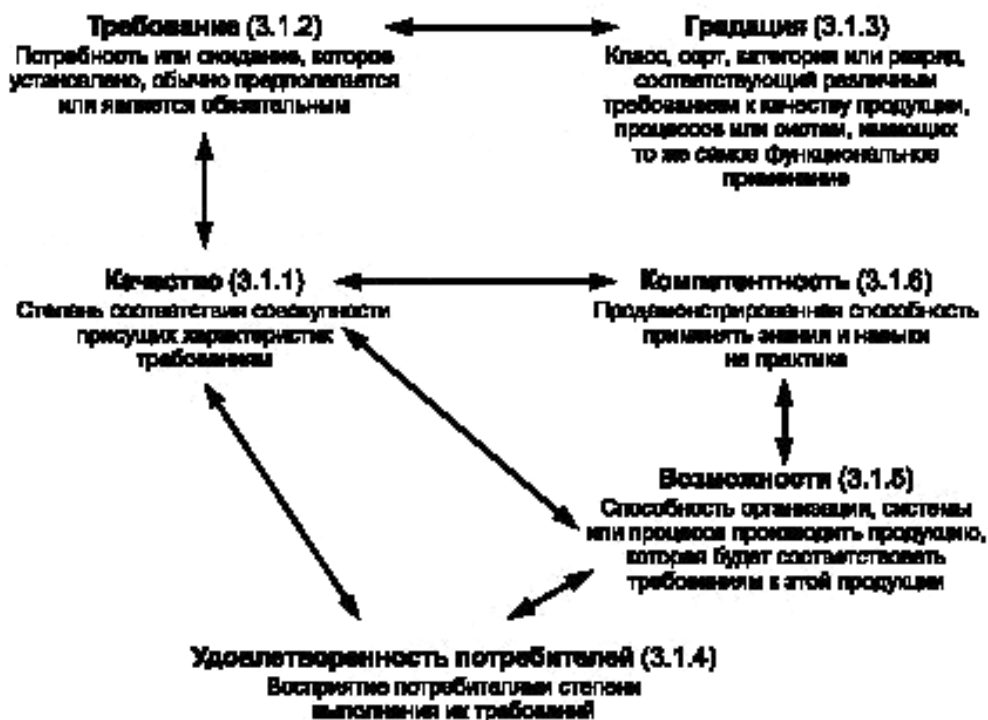 Требование (3.1.2)
Потребность или ожидание, которое
установлено, обычно предполагается
или является обязательным
Градация (3.1.3)
Класс, сорт, категория или разряд,
соответствующий различным
требованиям к качеству продукции,
процессов или систем, имеющих
то же самое функциональное
применение
Качество (3.1.1)
Степень соответствия совокупности
присущих характеристик
требованиям
Компетентность (3.1.6)
Продемонстрированная способность
применять знания и навыки
на практике
Возможности (3.1.5)
Способность организации, системы
или процесса производить продукцию,
которая будет соответствовать
требованиям к этой продукции
Удовлетворенность потребителей (3.1.4)
Восприятие потребителями степени
выполнения их требований